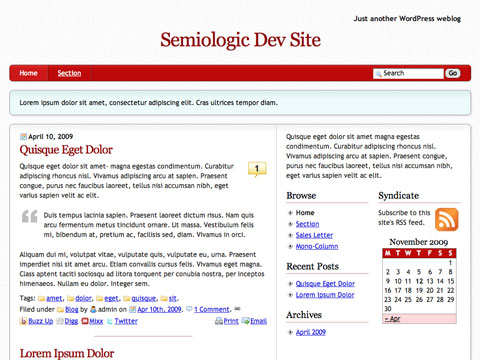 Just another WordPress weblog
Semiologic Dev Site
Home Section Search Go
Lorem ipsum dolor sit amet, consectetur adipiscing elit. Cras ultrices tempor diam.
April 10, 2009
Quisque Eget Dolor
1
Quisque eget dolor sit amet- magna egestas condimentum. Curabitur
adipiscing rhoncus nisl. Vivamus adipiscing arcu at sapien. Praesent
congue, purus nec faucibus laoreet, tellus nisi accumsan nibh, eget
varius sapien velit ac elit.
Duis tempus lacinia sapien. Praesent laoreet dictum risus. Nam quis
arcu fermentum metus tincidunt ornare. Ut massa. Vestibulum felis
mi, bibendum at, pretium ac, facilisis sed, diam. Vivamus in orci.
Aliquam dui mi, volutpat vitae, vulputate quis, vulputate eu, urna. Praesent
imperdiet nisi sit amet arcu. Etiam convallis cursus felis. Vivamus eget magna.
Class aptent taciti sociosqu ad litora torquent per conubia nostra, per inceptos
himenaeos. Nullam eu dolor. Integer sem.
Tags: amet, dolor, eget, quisque, sit.
Filed under Blog by admin on Apr 10th, 2009. 1 Comment.
Buzz Up Digg Mixx Twitter Print Email
Lorem Ipsum Dolor
Quisque eget dolor sit amet magna egestas
condimentum. Curabitur adipiscing rhoncus nisl.
Vivamus adipiscing arcu at sapien. Praesent
congue, purus nec faucibus laoreet, tellus nisi
accumsan nibh, eget varius sapien velit ac elit.
Browse
Home
Section
Sales Letter
Mono-Column
Recent Posts
Quisque Eget Dolor
Lorem Ipsum Dolor
Archives
April 2009
Syndicate
Subscribe to this
site's RSS feed.
November 2009
M T W T F S S
1
2 3 4 5 6 7 8
9 10 11 12 13 14 15
16 17 18 19 20 21 22
23 24 25 26 27 28 29
30
« Apr